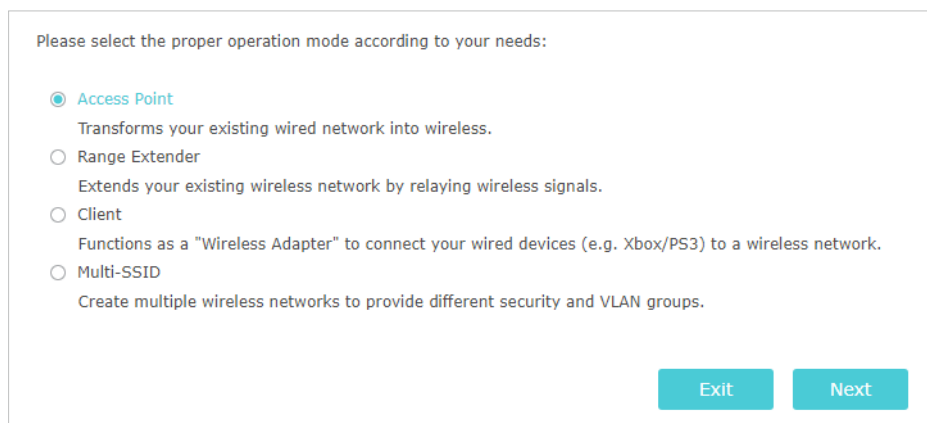 Please select the proper operation mode according to your needs:
Access Point
Transforms your existing wired network into wireless.
Range Extender
Extends your existing wireless network by relaying wireless signals.
Client
Functions as a "Wireless Adapter" to connect your wired devices (e.g. Xbox/PS3) to a wireless network.
Multi-SSID
Create multiple wireless networks to provide different security and VLAN groups.
Exit Next